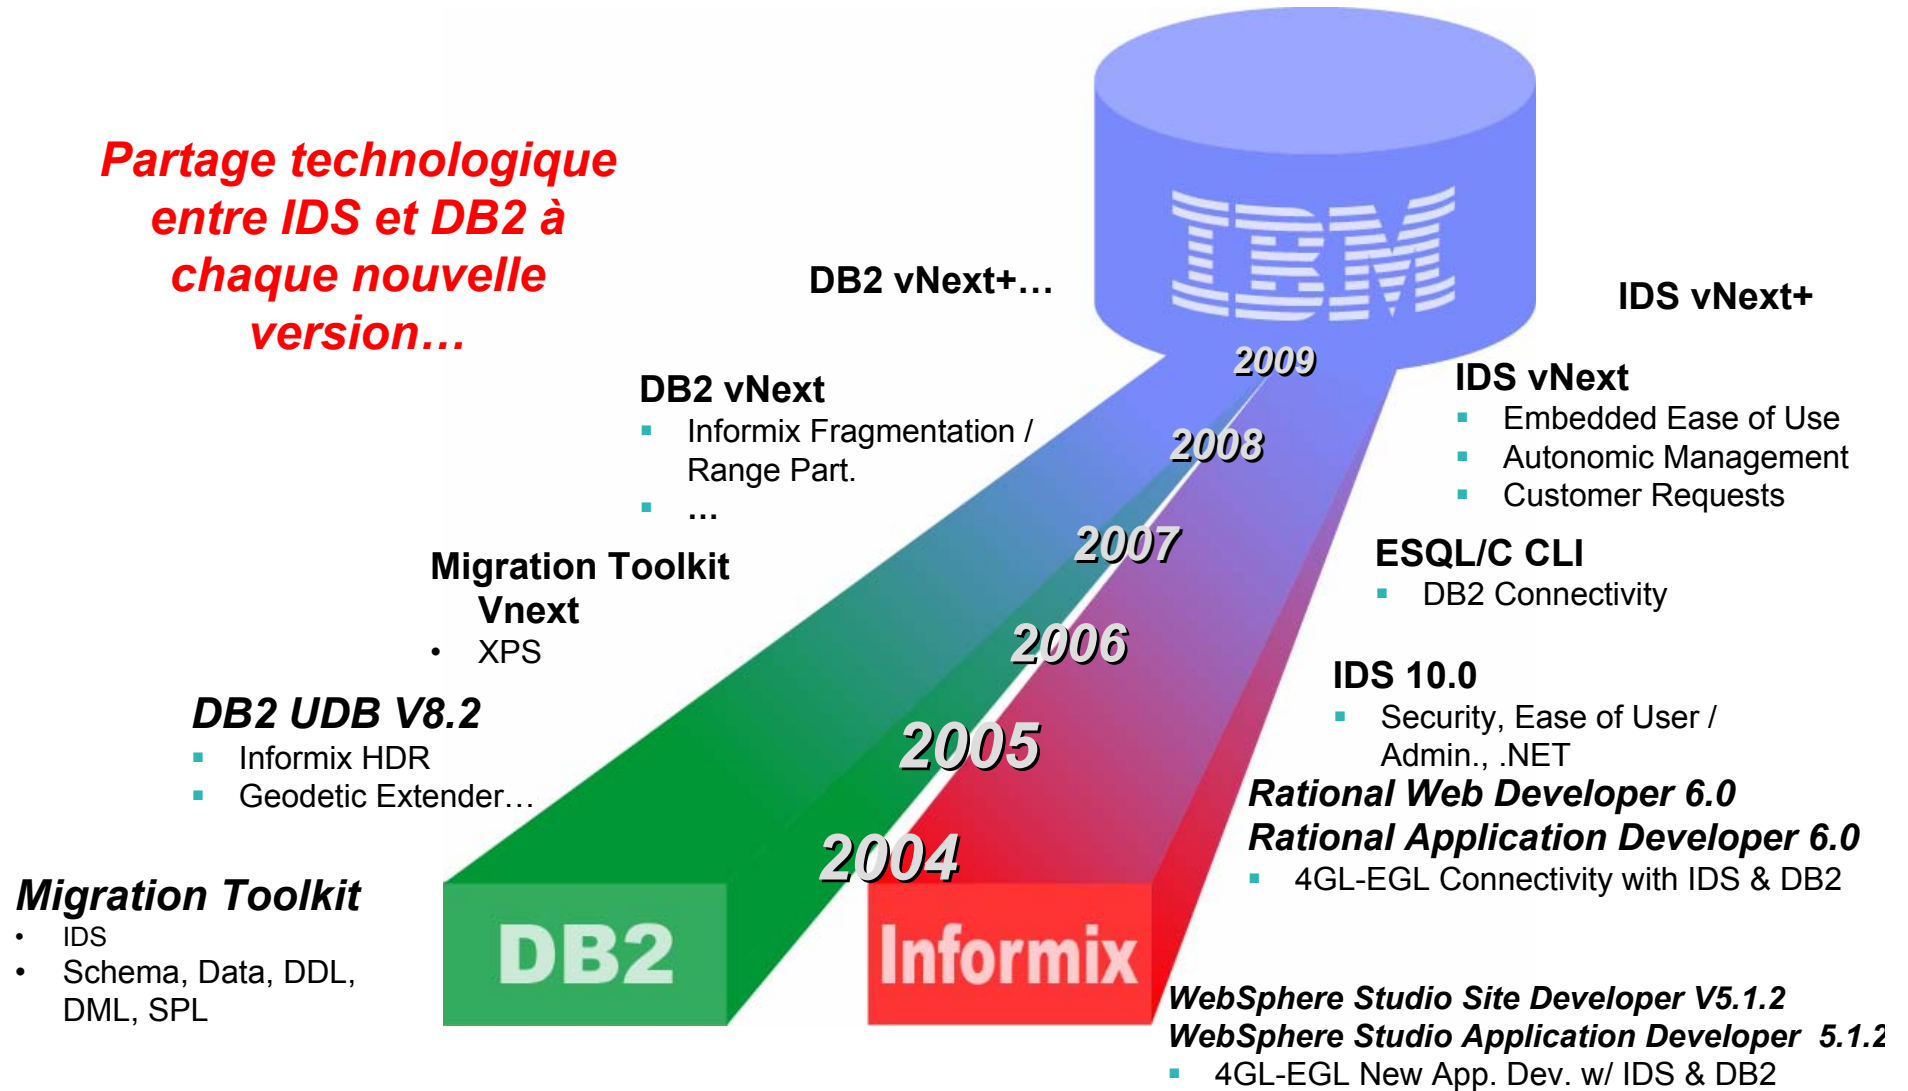 Partage technologique
entre IDS et DB2 à
chaque nouvelle
version…
IBM
DB2 vNext+…
IDS vNext+
2009
DB2 vNext
Informix Fragmentation /
Range Part.
…
IDS vNext
Embedded Ease of Use
Autonomic Management
Customer Requests
2008
2007
Migration Toolkit
Vnext
XPS
ESQL/C CLI
DB2 Connectivity
2006
DB2 UDB V8.2
Informix HDR
Geodetic Extender…
IDS 10.0
Security, Ease of User /
Admin., .NET
2005
Rational Web Developer 6.0
Rational Application Developer 6.0
4GL-EGL Connectivity with IDS & DB2
2004
Migration Toolkit
IDS
Schema, Data, DDL,
DML, SPL
DB2
Informix
WebSphere Studio Site Developer V5.1.2
WebSphere Studio Application Developer 5.1.2
4GL-EGL New App. Dev. w/ IDS & DB2